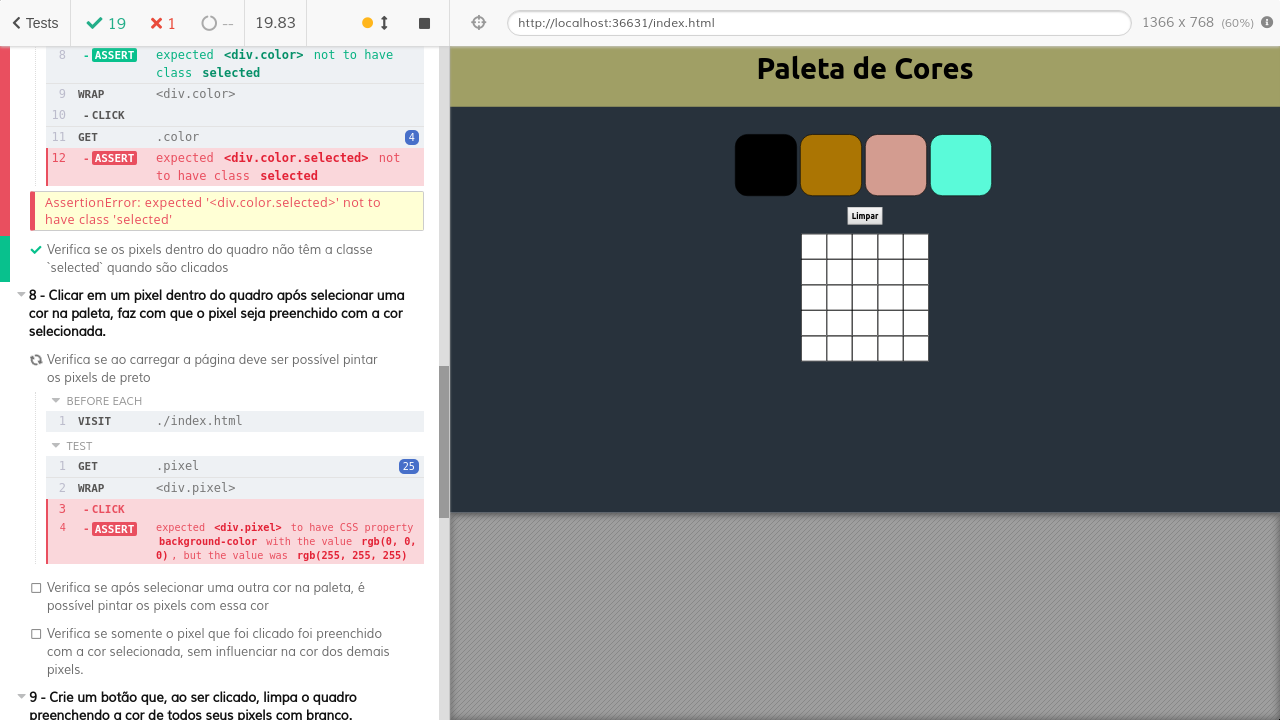 Tests 19 1 -- 19.83 http://localhost:36631/index.html 1366 x 768 (60%)
8 - ASSERT expected <div.color> not to have
class selected
9 WRAP <div.color>
10 - CLICK
11 GET .color 4
12 - ASSERT expected <div.color.selected> not
to have class selected
AssertionError: expected '<div.color.selected>' not to
have class 'selected'
Verifica se os pixels dentro do quadro não têm a classe
`selected` quando são clicados
8 - Clicar em um pixel dentro do quadro após selecionar uma
cor na paleta, faz com que o pixel seja preenchido com a cor
selecionada.
Verifica se ao carregar a página deve ser possível pintar
os pixels de preto
BEFORE EACH
1 VISIT ./index.html
TEST
1 GET .pixel 25
2 WRAP <div.pixel>
3 - CLICK
4 - ASSERT expected <div.pixel> to have CSS property
background-color with the value rgb(0, 0,
0), but the value was rgb(255, 255, 255)
Verifica se após selecionar uma outra cor na paleta, é
possível pintar os pixels com essa cor
Verifica se somente o pixel que foi clicado foi preenchido
com a cor selecionada, sem influenciar na cor dos demais
pixels.
9 - Crie um botão que, ao ser clicado, limpa o quadro
preenchendo a cor de todos seus pixels com branco.
Paleta de Cores
Limpar